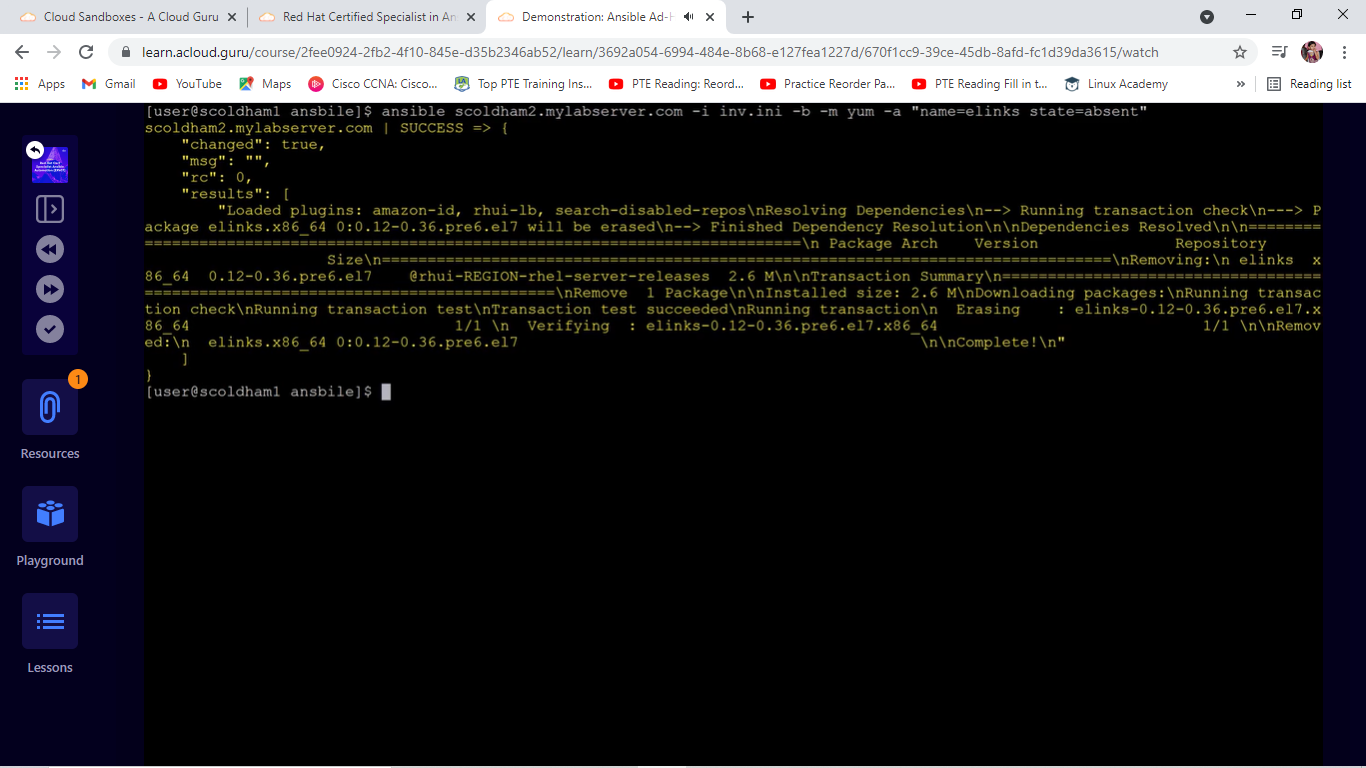 Cloud Sandboxes - A Cloud Guru
Red Hat Certified Specialist in An
Demonstration: Ansible Ad-H
learn.acloud.guru/course/2fee0924-2fb2-4f10-845e-d35b2346ab52/learn/3692a054-6994-484e-8b68-e127fea1227d/670f1cc9-39ce-45db-8afd-fc1d39da3615/watch
Apps Gmail YouTube Maps Cisco CCNA: Cisco... Top PTE Training Ins... PTE Reading: Reord... Practice Reorder Pa... PTE Reading Fill in t... Linux Academy » Reading list
[user@scoldham1 ansbile]$ ansible scoldham2.mylabserver.com -i inv.ini -b -m yum -a "name=elinks state=absent"
scoldham2.mylabserver.com | SUCCESS => {
"changed": true,
"msg": "",
"rc": 0,
"results": [
"Loaded plugins: amazon-id, rhui-lb, search-disabled-repos\nResolving Dependencies\n--> Running transaction check\n---> P
ackage elinks.x86_64 0:0.12-0.36.pre6.el7 will be erased\n--> Finished Dependency Resolution\n\nDependencies Resolved\n\n========
========================================================================\n Package Arch Version Repository
Size\n================================================================================\nRemoving:\n elinks x
86_64 0.12-0.36.pre6.el7 @rhui-REGION-rhel-server-releases 2.6 M\n\nTransaction Summary\n===================================
=============================================\nRemove 1 Package\n\nInstalled size: 2.6 M\nDownloading packages:\nRunning transac
tion check\nRunning transaction test\nTransaction test succeeded\nRunning transaction\n Erasing : elinks-0.12-0.36.pre6.el7.x
86_64 1/1 \n Verifying : elinks-0.12-0.36.pre6.el7.x86_64 1/1 \n\nRemov
ed:\n elinks.x86_64 0:0.12-0.36.pre6.el7 \n\nComplete!\n"
]
}
[user@scoldham1 ansbile]$
1
Resources
Playground
Lessons